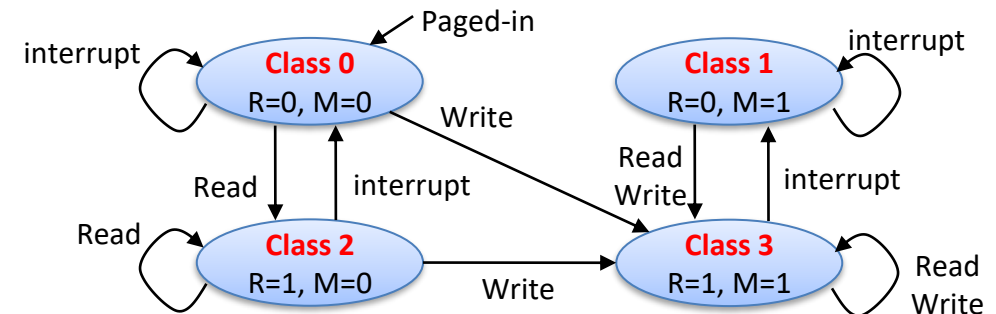 Paged-in
interrupt
Class 0
R=0, M=0
Class 1
R=0, M=1
interrupt
Write
Read
interrupt
Read
Write
interrupt
Read
Class 2
R=1, M=0
Write
Class 3
R=1, M=1
Read
Write